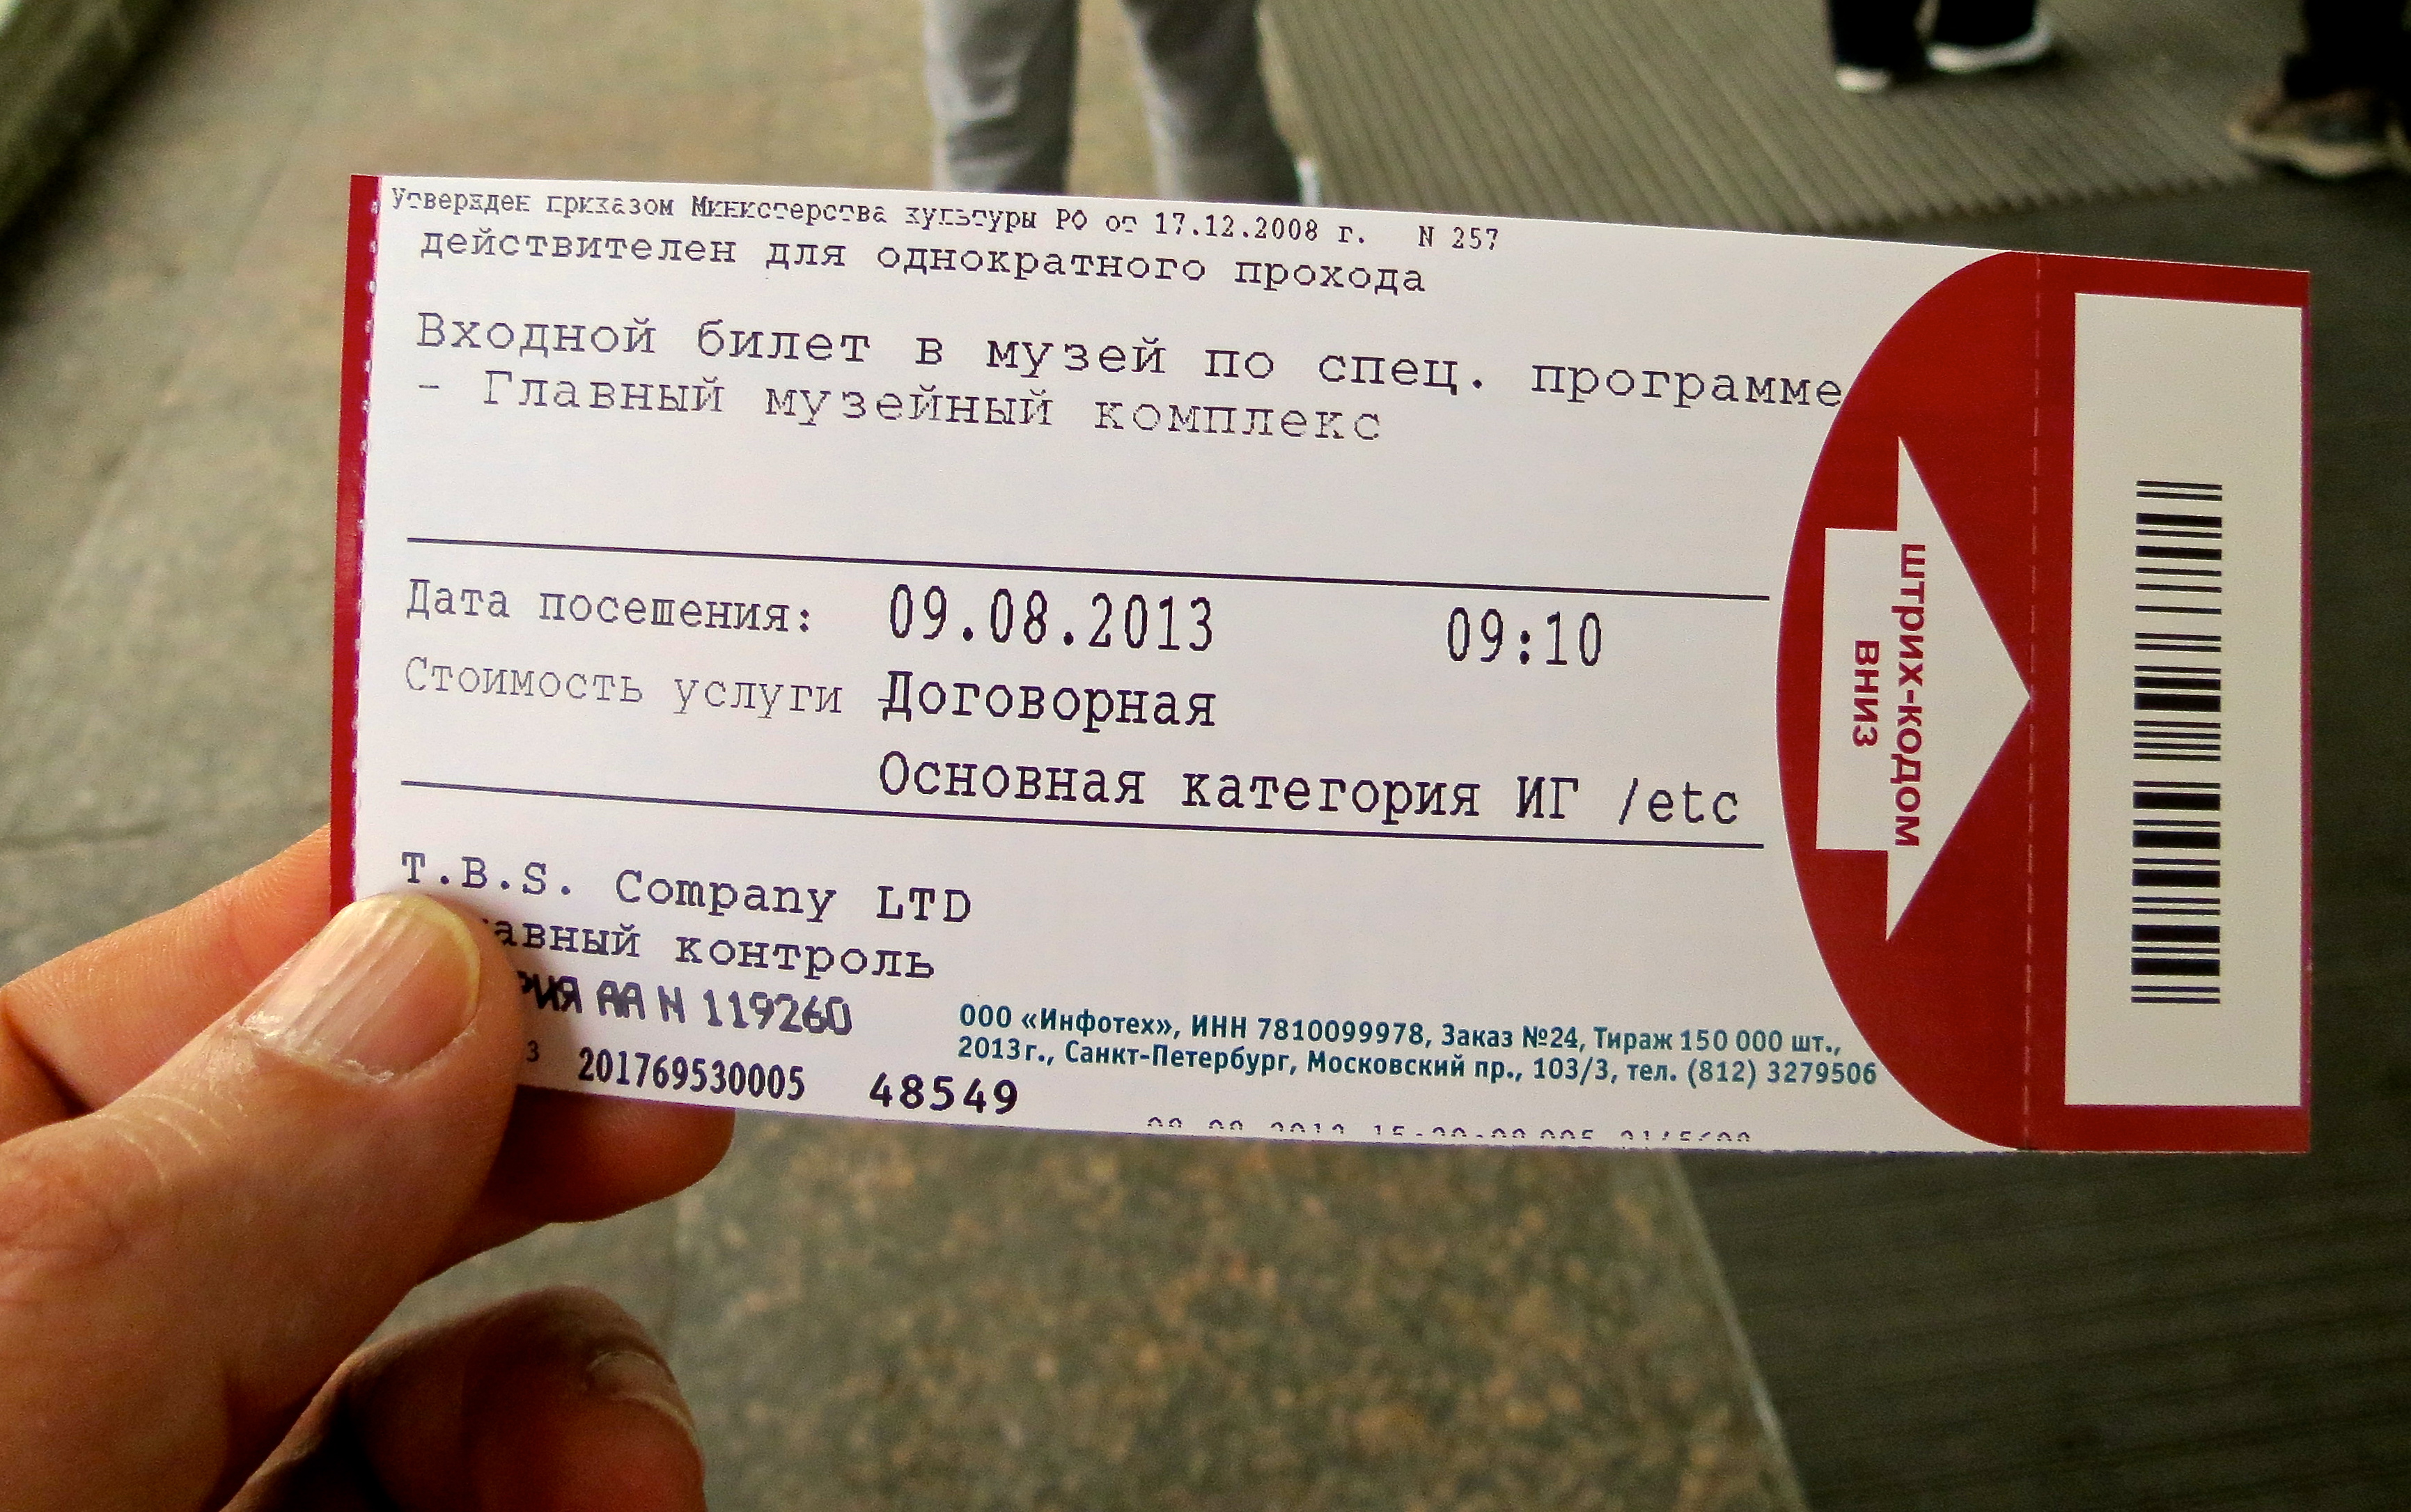 Утвержден приказом Министерства культуры РФ от 17.12.2008 г. N 257
действителен для однократного прохода
Входной билет в музей по спец. программе
- Главный музейный комплекс
Дата посещения: 09.08.2013 09:10
Стоимость услуги Договорная
Основная категория ИГ /etc
T.B.S. Company LTD
авный контроль
РИЯ АА N 119260
3 201769530005 48549
ООО «Инфотех», ИНН 7810099978, Заказ №24, Тираж 150 000 шт.,
2013г., Санкт-Петербург, Московский пр., 103/3, тел. (812) 3279506
ШТРИХ-КОДОМ
ВНИЗ